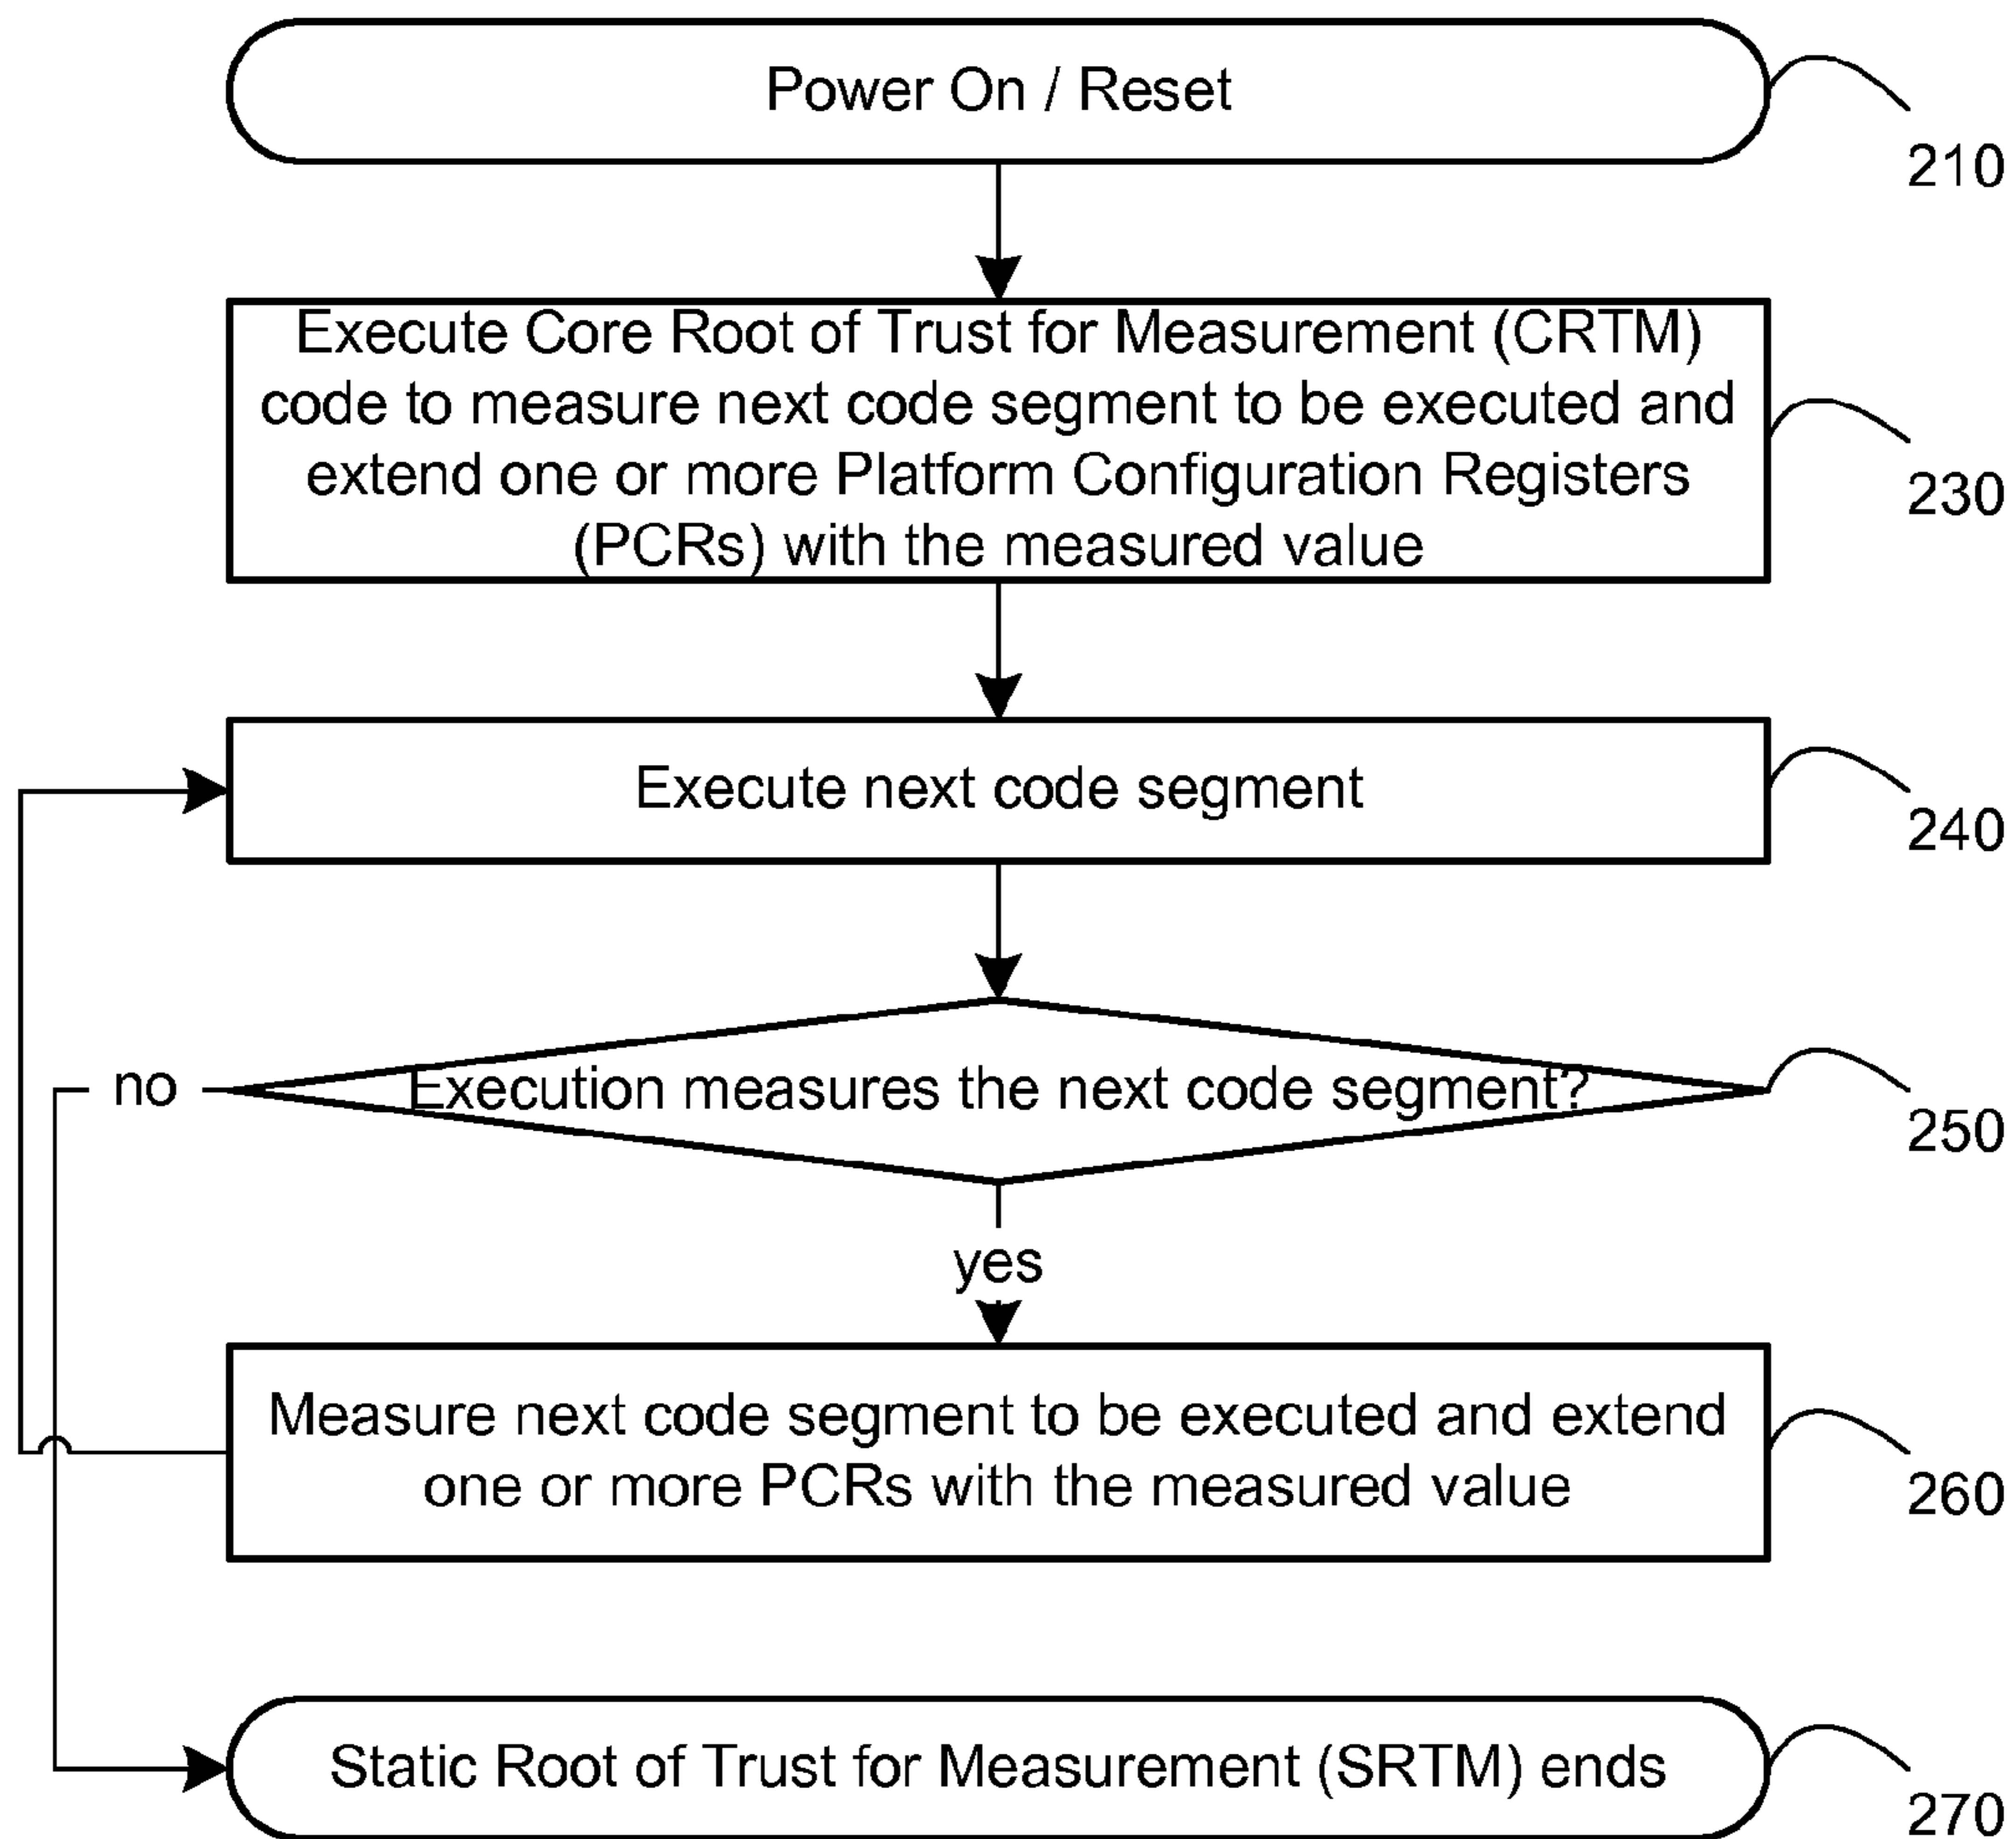 Power On / Reset
210
Execute Core Root of Trust for Measurement (CRTM)
code to measure next code segment to be executed and
extend one or more Platform Configuration Registers
(PCRs) with the measured value
230
Execute next code segment
240
no
Execution measures the next code segment?
250
yes
Measure next code segment to be executed and extend
one or more PCRs with the measured value
260
Static Root of Trust for Measurement (SRTM) ends
270